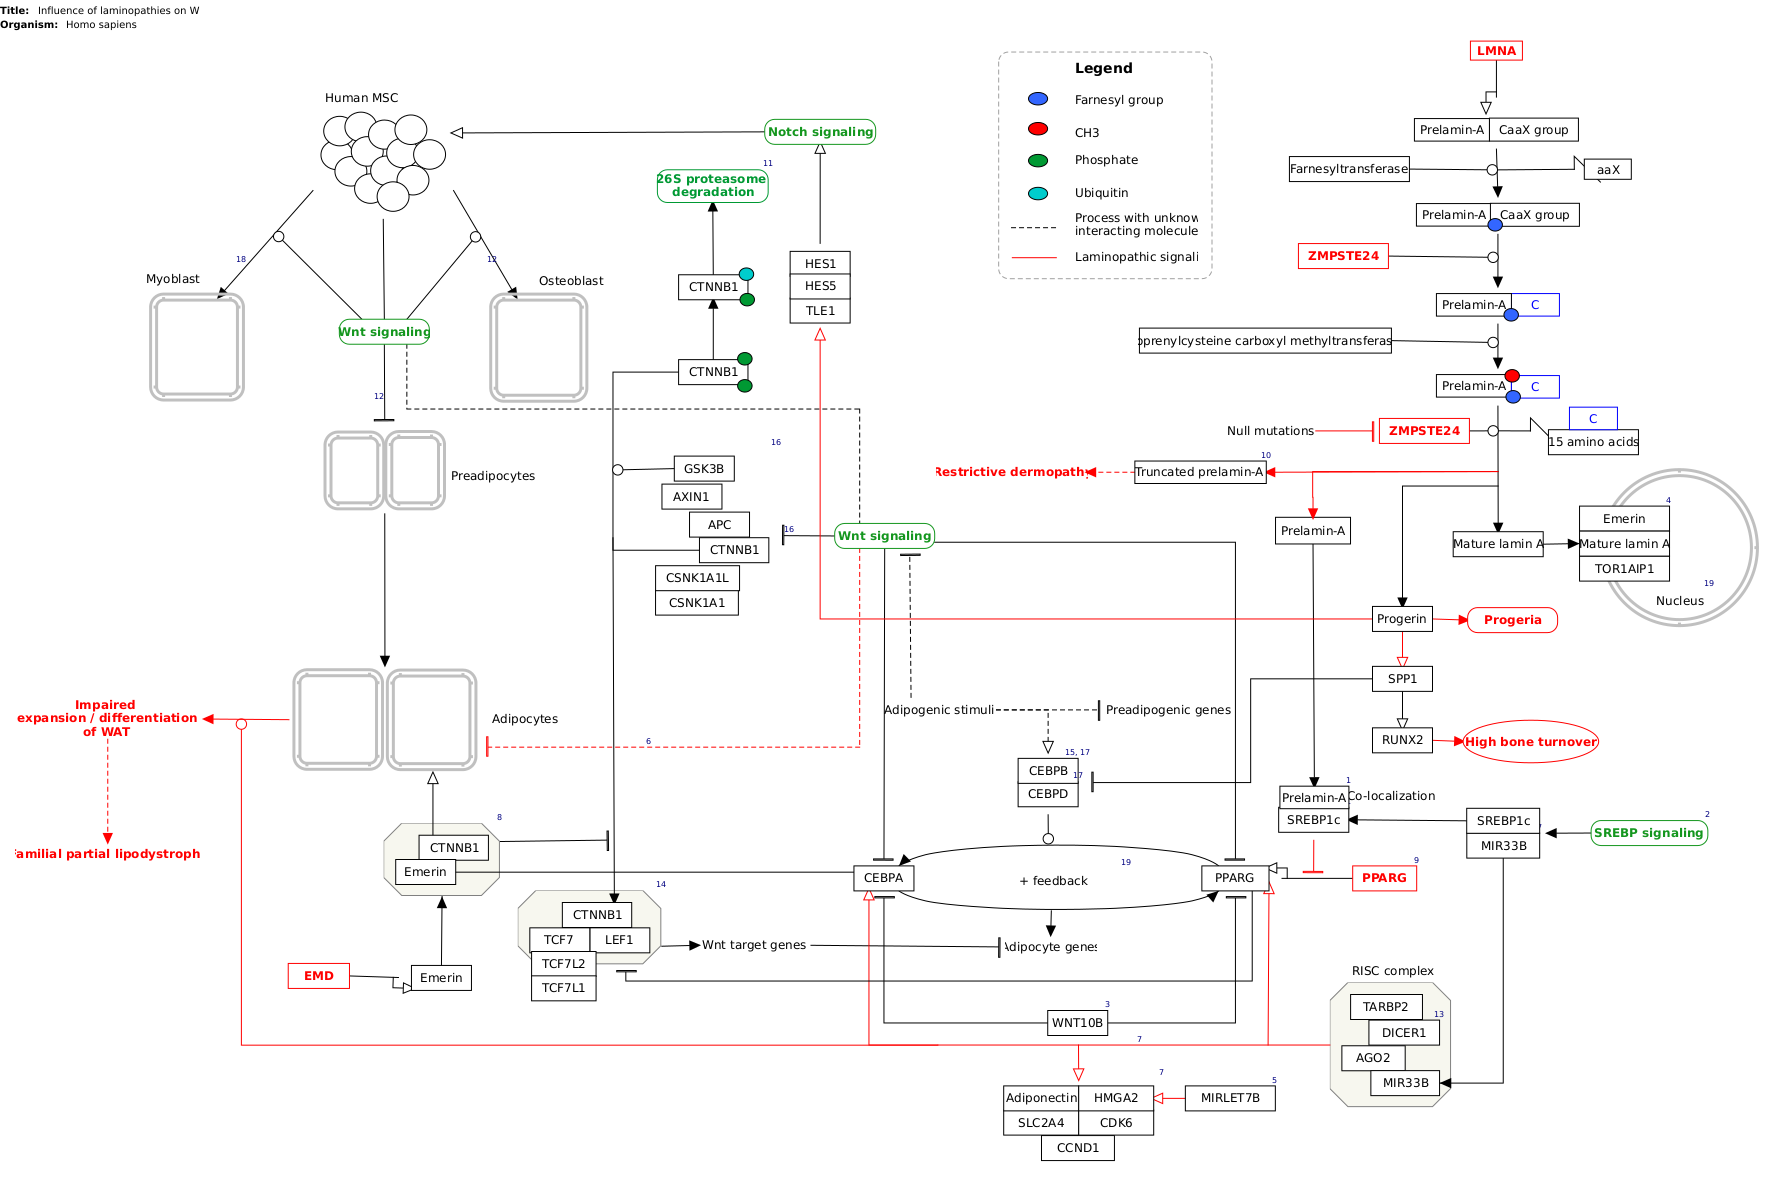 Title: Influence of laminopathies on W
Organism: Homo sapiens
Human MSC
Notch signaling
11
26S proteasome
degradation
18
12
Myoblast
Osteoblast
Wnt signaling
12
Preadipocytes
CTNNB1
CTNNB1
HES1
HES5
TLE1
16
GSK3B
AXIN1
APC
CTNNB1
CSNK1A1L
CSNK1A1
16
Wnt signaling
Legend
Farnesyl group
CH3
Phosphate
Ubiquitin
Process with unknow
interacting molecule
Laminopathic signali
LMNA
Prelamin-A
CaaX group
Farnesyltransferase
aaX
Prelamin-A
CaaX group
ZMPSTE24
Prelamin-A
C
oprenylcysteine carboxyl methyltransferas
Prelamin-A
C
Null mutations
ZMPSTE24
C
15 amino acids
Restrictive dermopath
Truncated prelamin-A
10
Prelamin-A
Mature lamin A
4
Emerin
Mature lamin A
TOR1AIP1
19
Nucleus
Progerin
Progeria
SPP1
RUNX2
High bone turnover
Impaired
expansion / differentiation
of WAT
Adipocytes
6
Adipogenic stimuli
Preadipogenic genes
15, 17
CEBPB
17
CEBPD
1
Prelamin-A
Co-localization
SREBP1c
SREBP1c
MIR33B
2
SREBP signaling
amilial partial lipodystroph
8
CTNNB1
Emerin
CEBPA
19
+ feedback
PPARG
9
PPARG
14
CTNNB1
TCF7
LEF1
TCF7L2
TCF7L1
Wnt target genes
Adipocyte genes
EMD
Emerin
3
WNT10B
7
RISC complex
TARBP2
13
DICER1
AGO2
MIR33B
7
5
Adiponectin
HMGA2
MIRLET7B
SLC2A4
CDK6
CCND1